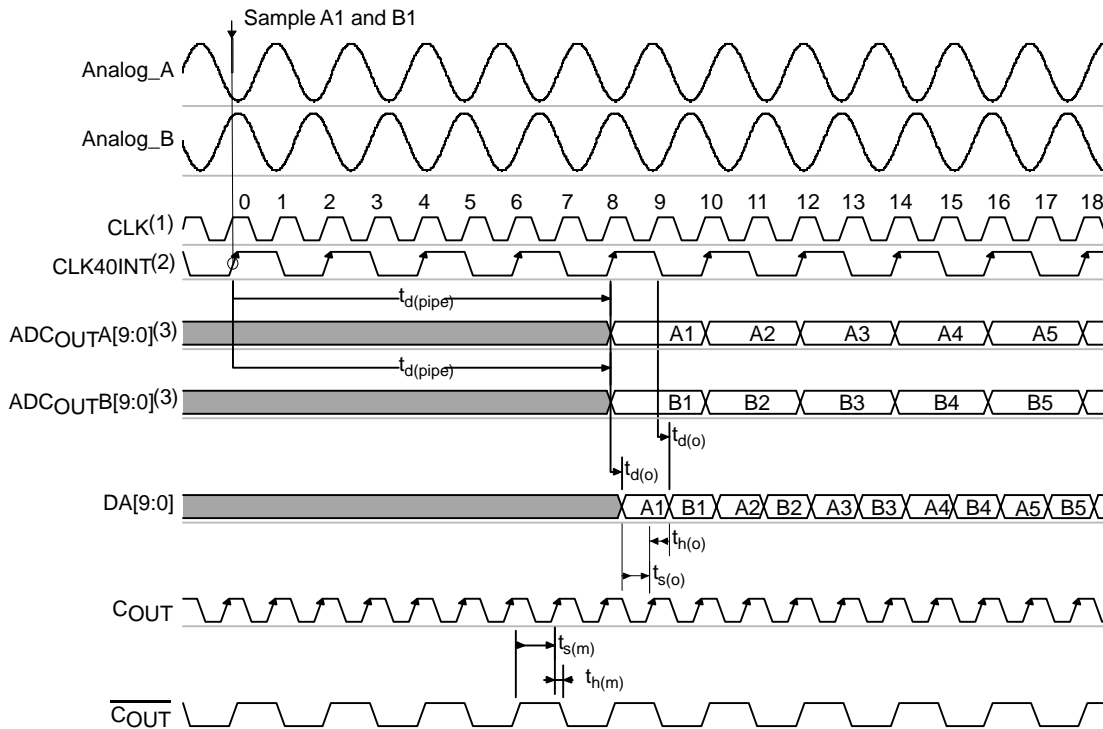 Sample A1 and B1
Analog_A
Analog_B
0 1 2 3 4 5 6 7 8 9 10 11 12 13 14 15 16 17 18
CLK(1)
CLK40INT(2)
td(pipe)
ADCOUTA[9:0](3)
A1 A2 A3 A4 A5
td(pipe)
ADCOUTB[9:0](3)
B1 B2 B3 B4 B5
td(o)
td(o)
DA[9:0]
A1 B1 A2 B2 A3 B3 A4 B4 A5 B5
th(o)
ts(o)
COUT
ts(m)
th(m)
COUT